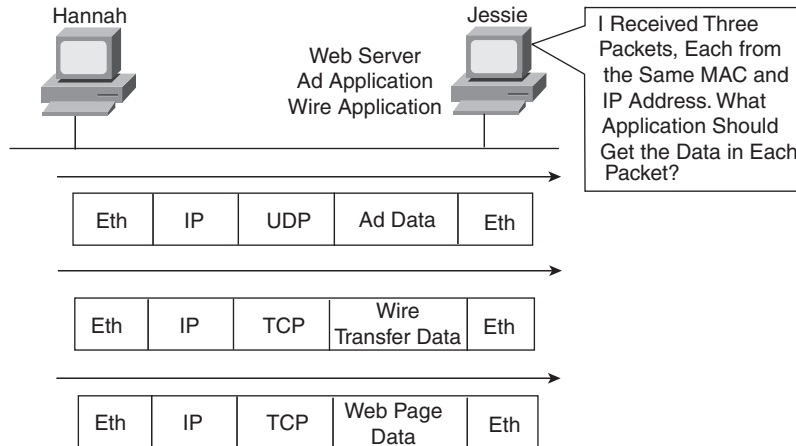 Hannah
Jessie
Web Server
Ad Application
Wire Application
I Received Three
Packets, Each from
the Same MAC and
IP Address. What
Application Should
Get the Data in Each
Packet?
Eth IP UDP Ad Data Eth
Eth IP TCP Wire
Transfer Data Eth
Eth IP TCP Web Page
Data Eth